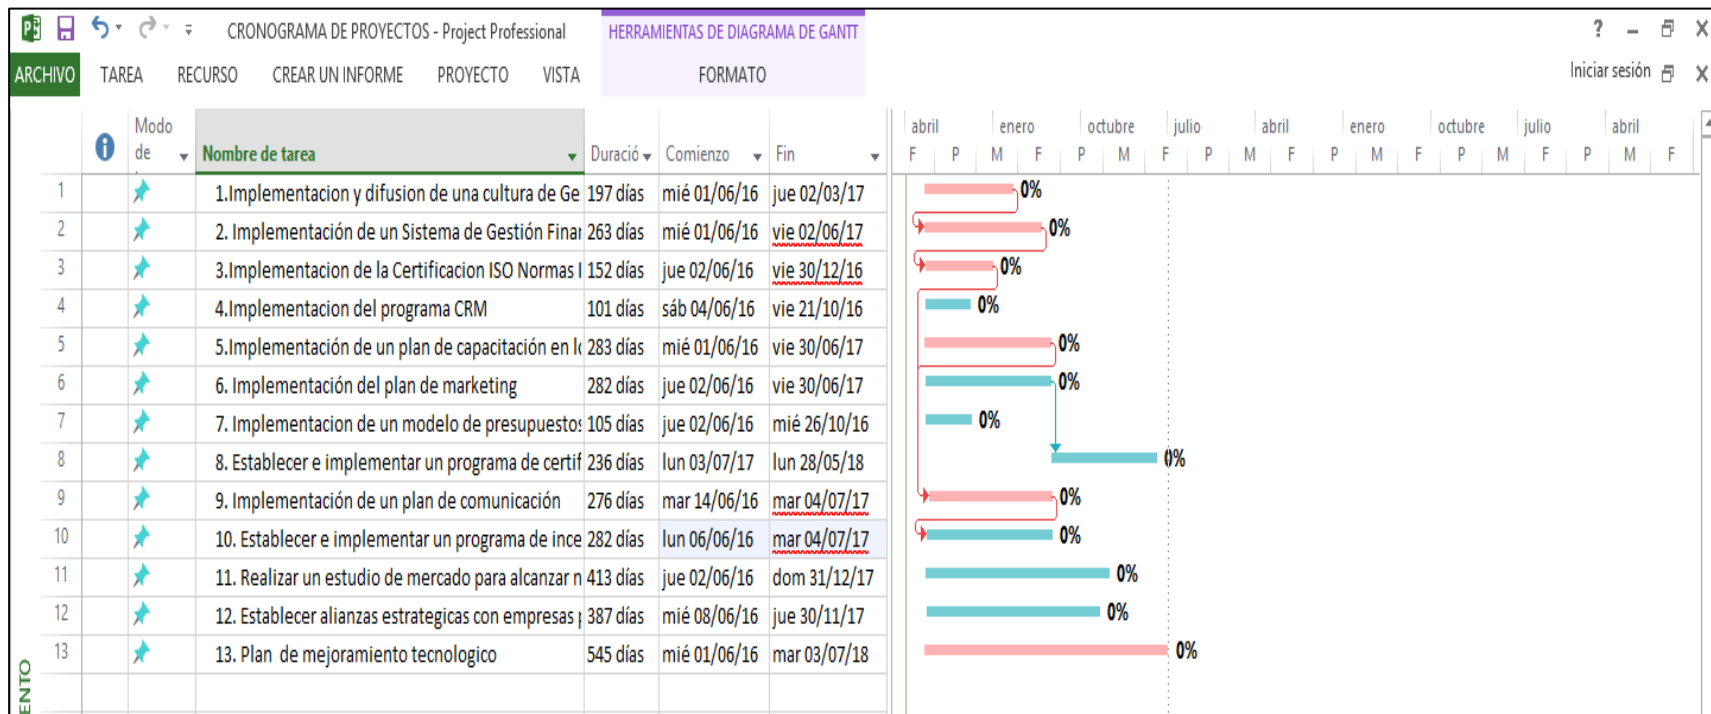 CRONOGRAMA DE PROYECTOS - Project Professional HERRAMIENTAS DE DIAGRAMA DE GANTT ?
ARCHIVO TAREA RECURSO CREAR UN INFORME PROYECTO VISTA FORMATO Iniciar sesión
Modo de Nombre de tarea Duració Comienzo Fin
abril enero octubre julio abril enero octubre julio abril
F P M F P M F P M F P M F P M F P M F
1 1.Implementacion y difusion de una cultura de Ge 197 días mié 01/06/16 jue 02/03/17 0%
2 2. Implementación de un Sistema de Gestión Finar 263 días mié 01/06/16 vie 02/06/17 0%
3 3.Implementacion de la Certificacion ISO Normas I 152 días jue 02/06/16 vie 30/12/16 0%
4 4.Implementacion del programa CRM 101 días sáb 04/06/16 vie 21/10/16 0%
5 5.Implementación de un plan de capacitación en lo 283 días mié 01/06/16 vie 30/06/17 0%
6 6. Implementación del plan de marketing 282 días jue 02/06/16 vie 30/06/17 0%
7 7. Implementacion de un modelo de presupuestos 105 días jue 02/06/16 mié 26/10/16 0%
8 8. Establecer e implementar un programa de certif 236 días lun 03/07/17 lun 28/05/18 0%
9 9. Implementación de un plan de comunicación 276 días mar 14/06/16 mar 04/07/17 0%
10 10. Establecer e implementar un programa de ince 282 días lun 06/06/16 mar 04/07/17 0%
11 11. Realizar un estudio de mercado para alcanzar n 413 días jue 02/06/16 dom 31/12/17 0%
12 12. Establecer alianzas estrategicas con empresas p 387 días mié 08/06/16 jue 30/11/17 0%
13 13. Plan de mejoramiento tecnologico 545 días mié 01/06/16 mar 03/07/18 0%
ENTO